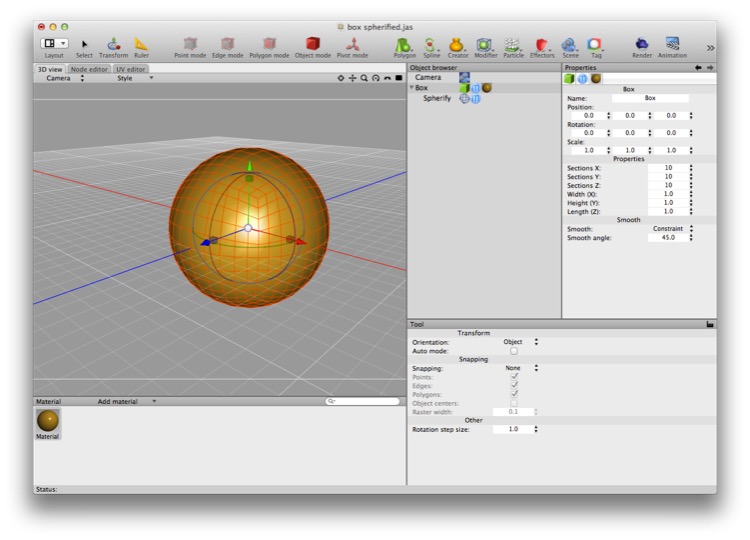 box spherified.jas
Layout Select Transform Ruler Point mode Edge mode Polygon mode Object mode Pivot mode Polygon Spline Creator Modifier Particle Effectors Scene Tag Render Animation
3D view Node editor UV editor
Camera Style
Object browser
Camera
Box
Spherify
Properties
Box
Name: Box
Position:
0.0 0.0 0.0
Rotation:
0.0 0.0 0.0
Scale:
1.0 1.0 1.0
Properties
Sections X: 10
Sections Y: 10
Sections Z: 10
Width (X): 1.0
Height (Y): 1.0
Length (Z): 1.0
Smooth
Smooth: Constraint
Smooth angle: 45.0
Tool
Transform
Orientation: Object
Auto mode:
Snapping
Snapping: None
Points:
Edges:
Polygons:
Object centers:
Raster width: 0.1
Other
Rotation step size: 1.0
Material Add material
Material
Status: